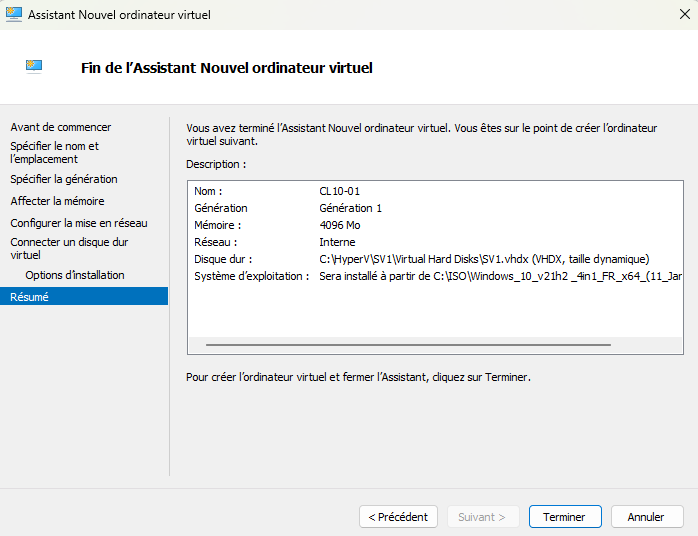 Assistant Nouvel ordinateur virtuel
Fin de l'Assistant Nouvel ordinateur virtuel
Avant de commencer
Spécifier le nom et
l'emplacement
Spécifier la génération
Affecter la mémoire
Configurer la mise en réseau
Connecter un disque dur
virtuel
Options d'installation
Résumé
Vous avez terminé l'Assistant Nouvel ordinateur virtuel. Vous êtes sur le point de créer l'ordinateur
virtuel suivant.
Description :
Nom : CL10-01
Génération Génération 1
Mémoire : 4096 Mo
Réseau : Interne
Disque dur : C:\HyperV\SV1\Virtual Hard Disks\SV1.vhdx (VHDX, taille dynamique)
Système d'exploitation : Sera installé à partir de C:\ISO\Windows_10_v21h2 _4in1_FR_x64_(11_Jar
Pour créer l'ordinateur virtuel et fermer l'Assistant, cliquez sur Terminer.
< Précédent
Suivant >
Terminer
Annuler